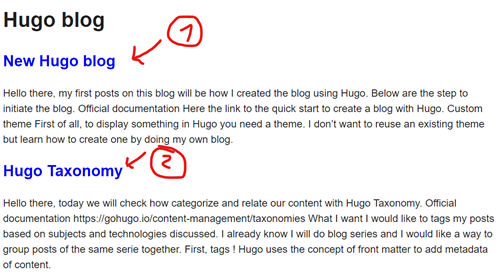 Hugo blog
1
New Hugo blog
Hello there, my first posts on this blog will be how I created the blog using Hugo. Below are the step to
initiate the blog. Official documentation Here the link to the quick start to create a blog with Hugo. Custom
theme First of all, to display something in Hugo you need a theme. I don't want to reuse an existing theme
but learn how to create one by doing my own blog.
2
Hugo Taxonomy
Hello there, today we will check how categorize and relate our content with Hugo Taxonomy. Official
documentation https://gohugo.io/content-management/taxonomies What I want I would like to tags my posts
based on subjects and technologies discussed. I already know I will do blog series and I would like a way to
group posts of the same serie together. First, tags ! Hugo uses the concept of front matter to add metadata
of content.